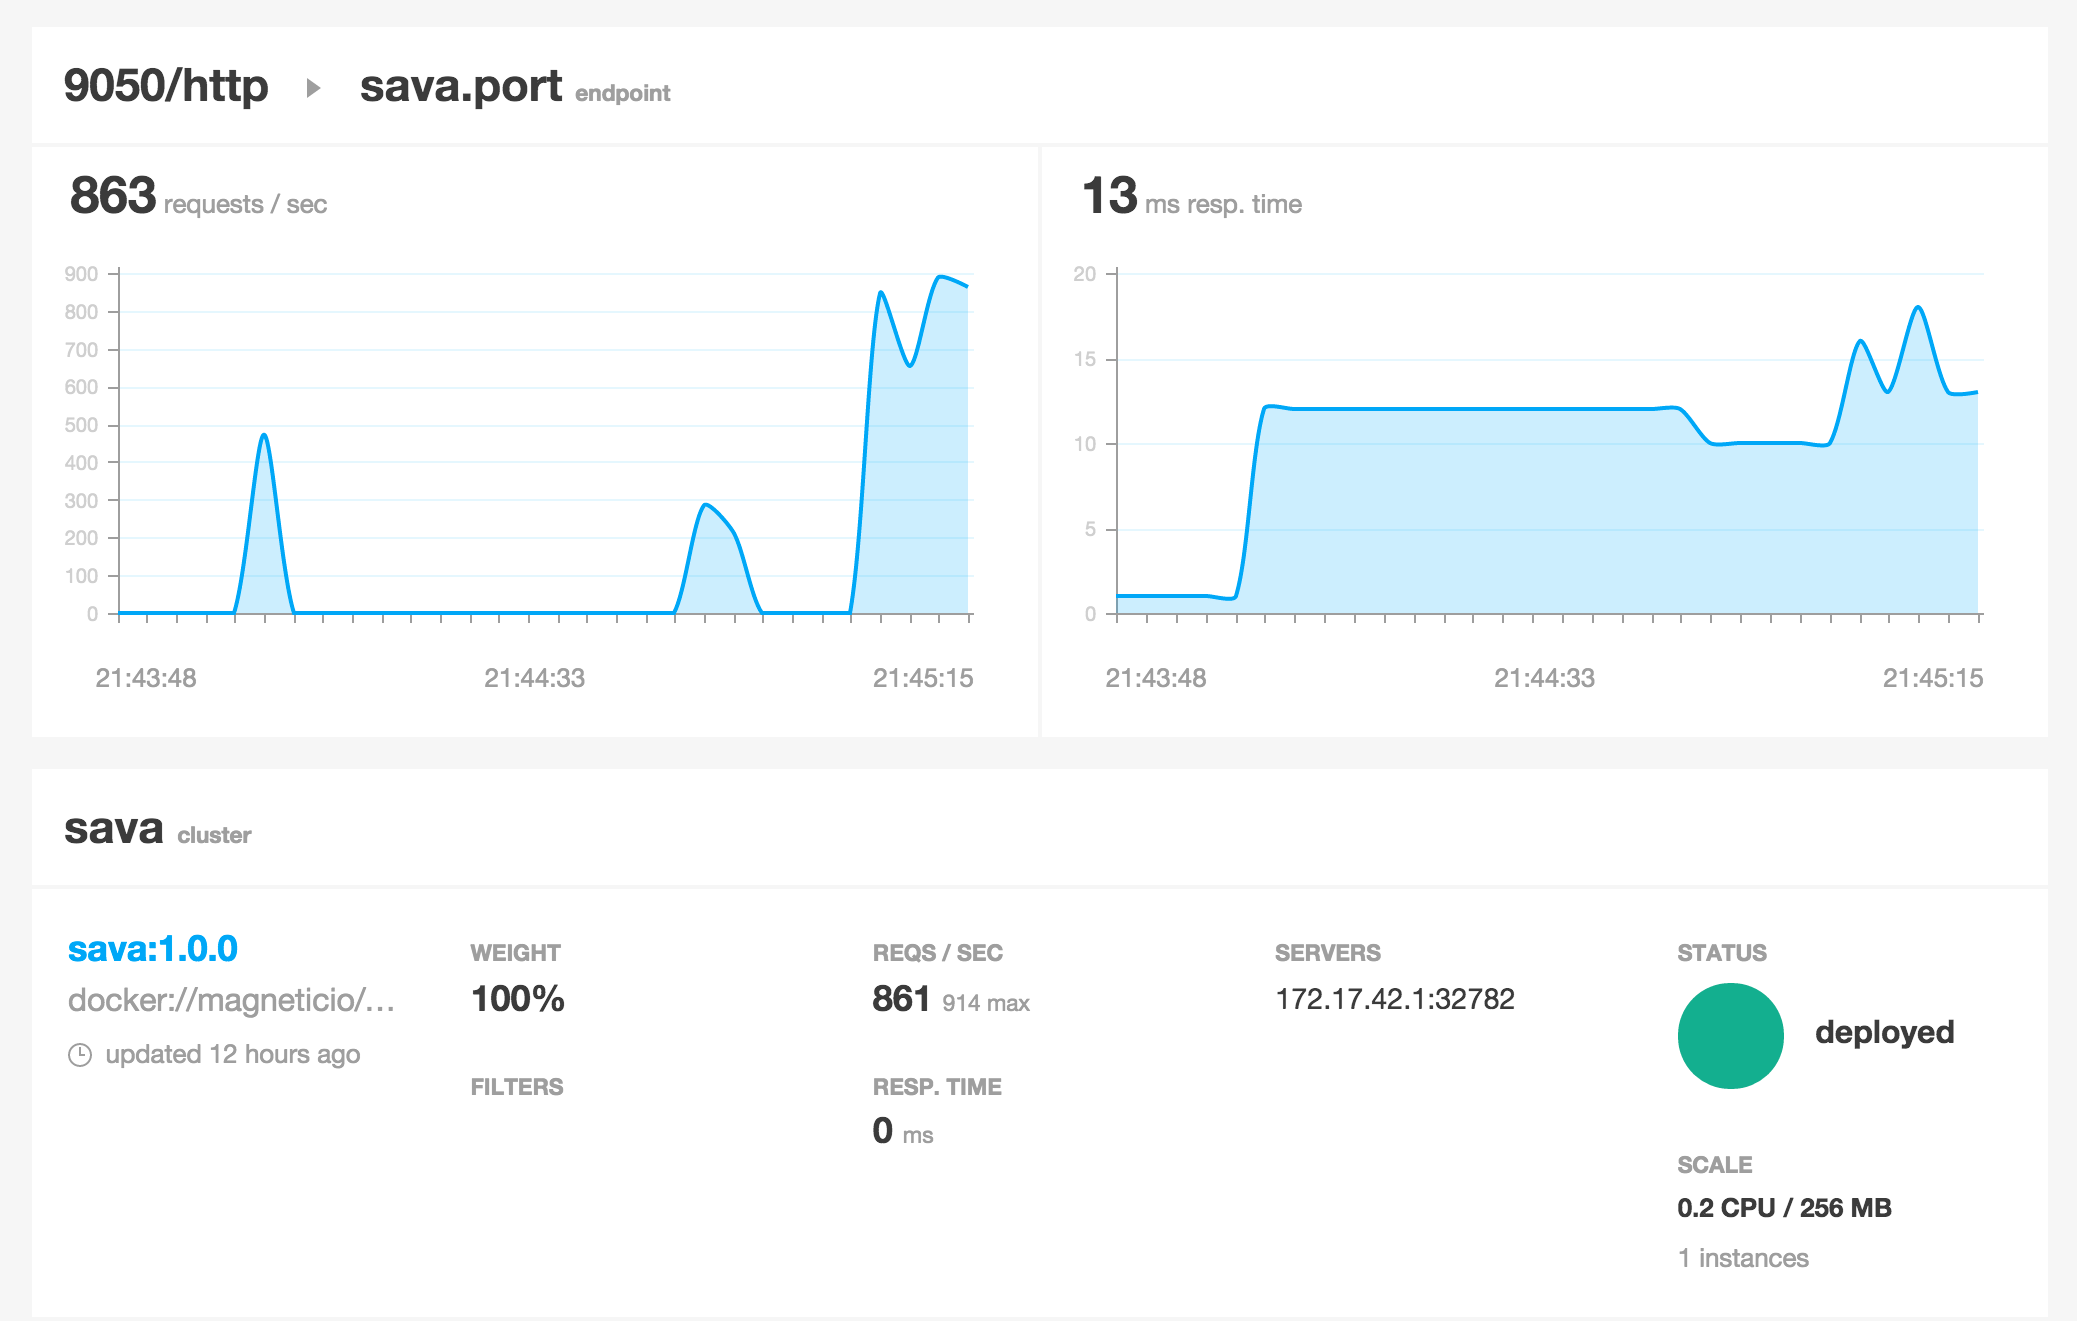 9050/http sava.port endpoint
863 requests / sec
900
800
700
600
500
400
300
200
100
0
21:43:48 21:44:33 21:45:15
13 ms resp. time
20
15
10
5
0
21:43:48 21:44:33 21:45:15
sava cluster
sava:1.0.0
docker://magneticio/...
updated 12 hours ago
WEIGHT
100%
FILTERS
REQS / SEC
861 914 max
RESP. TIME
0 ms
SERVERS
172.17.42.1:32782
STATUS
deployed
SCALE
0.2 CPU / 256 MB
1 instances